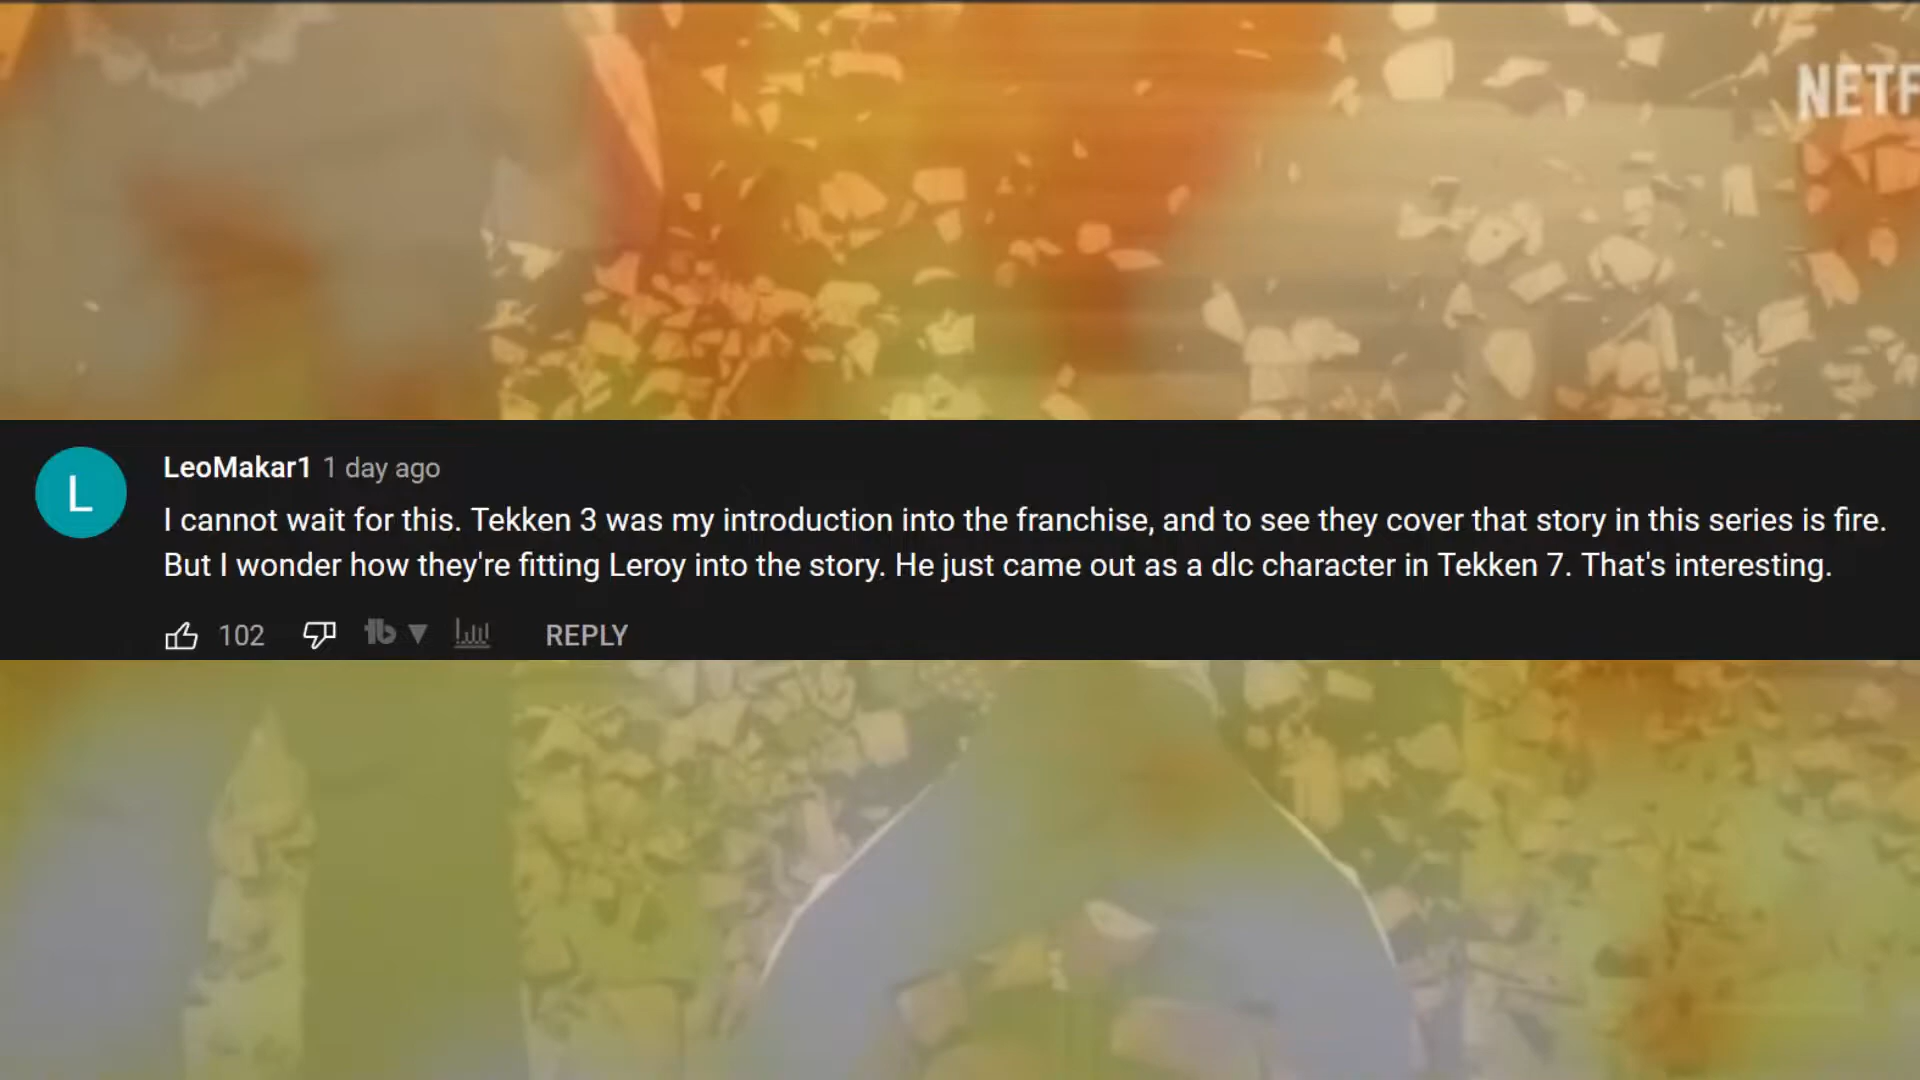 NETF
L
LeoMakar1 1 day ago
I cannot wait for this. Tekken 3 was my introduction into the franchise, and to see they cover that story in this series is fire.
But I wonder how they're fitting Leroy into the story. He just came out as a dlc character in Tekken 7. That's interesting.
102 tb REPLY